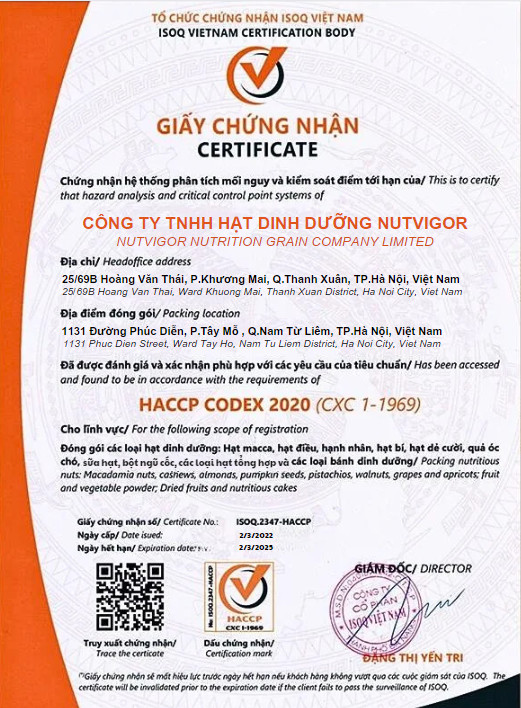 TỔ CHỨC CHỨNG NHẬN ISOQ VIỆT NAM
ISOQ VIETNAM CERTIFICATION BODY
GIẤY CHỨNG NHẬN
CERTIFICATE
Chứng nhận hệ thống phân tích mối nguy và kiểm soát điểm tới hạn của/ This is to certify
that hazard analysis and critical control point systems of
CÔNG TY TNHH HẠT DINH DƯỠNG NUTVIGOR
NUTVIGOR NUTRITION GRAIN COMPANY LIMITED
Địa chỉ/ Headoffice address
25/69B Hoàng Văn Thái, P.Khương Mai, Q.Thanh Xuân, TP.Hà Nội, Việt Nam
25/69B Hoang Van Thai, Ward Khuong Mai, Thanh Xuan District, Ha Noi City, Viet Nam
Địa điểm đóng gói/ Packing location
1131 Đường Phúc Diễn, P.Tây Mỗ , Q.Nam Từ Liêm, TP.Hà Nội, Việt Nam
1131 Phuc Dien Street, Ward Tay Ho, Nam Tu Liem District, Ha Noi City, Viet Nam
Đã được đánh giá và xác nhận phù hợp với các yêu cầu của tiêu chuẩn/ Has been accessed
and found to be in accordance with the requirements of
HACCP CODEX 2020 (CXC 1-1969)
Cho lĩnh vực/ For the following scope of registration
Đóng gói các loại hạt dinh dưỡng: Hạt macca, hạt điều, hạnh nhân, hạt bí, hạt dẻ cười, quả óc
chó, sữa hạt, bột ngũ cốc, các loại hạt tổng hợp và các loại bánh dinh dưỡng/ Packing nutritious
nuts: Macadamia nuts, cashews, almonds, pumpkin seeds, pistachios, walnuts, grapes and apricots; fruit
and vegetable powder; Dried fruits and nutritious cakes
Giấy chứng nhận số/ Certificate No.: ISOQ.2347-HACCP
Ngày cấp/ Date isued: 2/3/2022
Ngày hết hạn/ Expiration date: 2/3/2025
GIÁM ĐỐC/ DIRECTOR
No: ISOQ.2347-HACCP
HACCP
CXC 1-1969
CÔNG TY
CỔ PHẦN
ISOQ VIỆT NAM
Truy xuất chứng nhận/
Trace the certicate
Dấu chứng nhận/
Certification mark
ĐẶNG THỊ YẾN TRI
(*)Giấy chứng nhận sẽ mất hiệu lực trước ngày hết hạn nếu khách hàng không vượt qua các cuộc giám sát của ISOQ. The
certificate will be invalidated prior to the expiration date if the client fails to pass the surveillance of ISOQ.